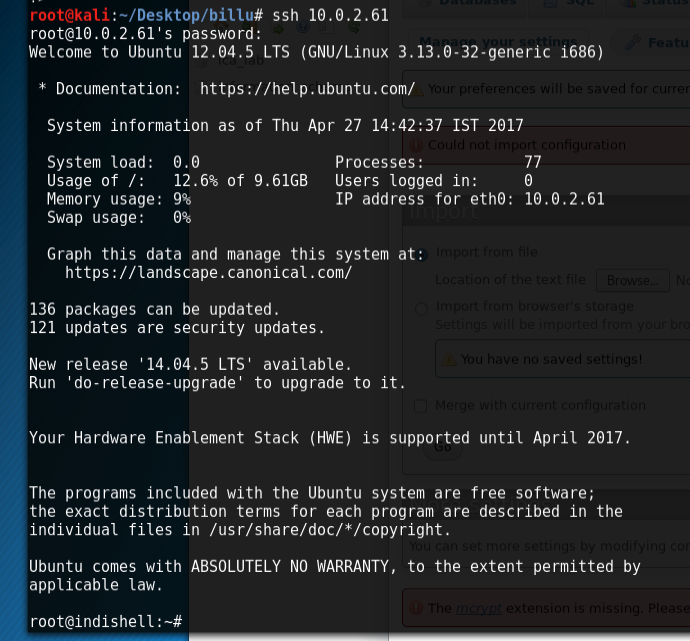 root@kali:~/Desktop/billu# ssh 10.0.2.61
root@10.0.2.61's password:
Welcome to Ubuntu 12.04.5 LTS (GNU/Linux 3.13.0-32-generic i686)
* Documentation:  https://help.ubuntu.com/
System information as of Thu Apr 27 14:42:37 IST 2017
System load:  0.0               Processes:           77
Usage of /:   12.6% of 9.61GB   Users logged in:     0
Memory usage: 9%                IP address for eth0: 10.0.2.61
Swap usage:   0%
Graph this data and manage this system at:
https://landscape.canonical.com/
136 packages can be updated.
121 updates are security updates.
New release '14.04.5 LTS' available.
Run 'do-release-upgrade' to upgrade to it.
Your Hardware Enablement Stack (HWE) is supported until April 2017.
The programs included with the Ubuntu system are free software;
the exact distribution terms for each program are described in the
individual files in /usr/share/doc/*/copyright.
Ubuntu comes with ABSOLUTELY NO WARRANTY, to the extent permitted by
applicable law.
root@indishell:~#
Databases SQL Status
Manage your settings
Your preferences will be saved for
Could not import configuration
Import
Import from file
Location of the text file Browse...
Import from browser's storage
Settings will be imported from your
You have no saved settings!
Merge with current configuration
Go
You can set more settings by modifying
The mcrypt extension is missing. Please